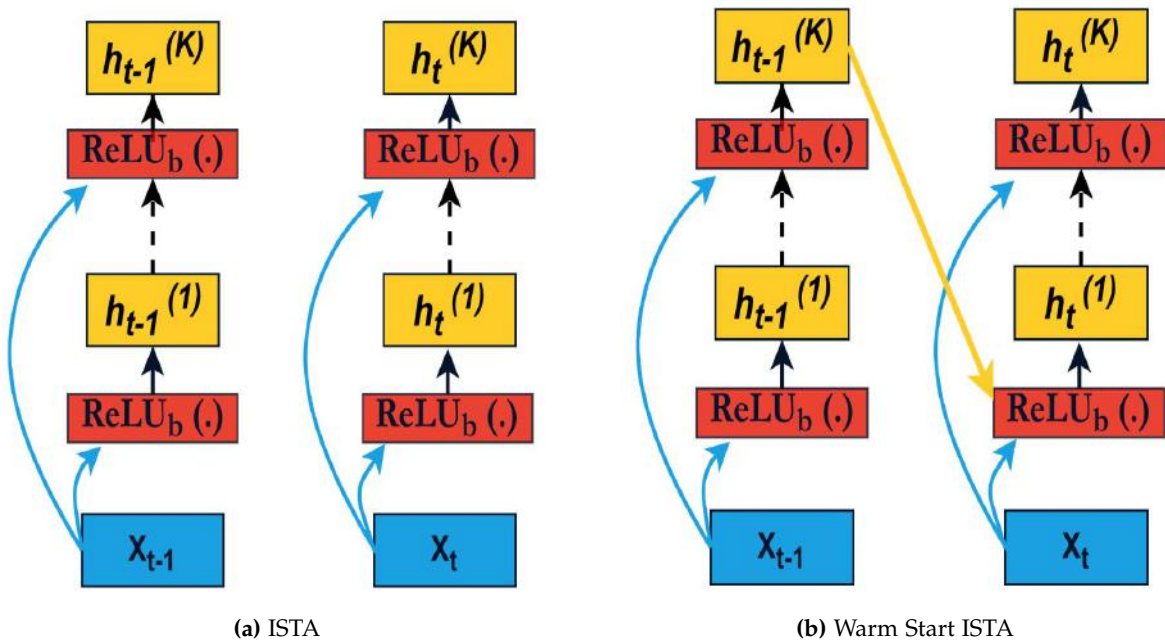 h_{t-1}^{(K)} h_t^{(K)} h_{t-1}^{(K)} h_t^{(K)}
ReLU_b (.) ReLU_b (.) ReLU_b (.) ReLU_b (.)
h_{t-1}^{(1)} h_t^{(1)} h_{t-1}^{(1)} h_t^{(1)}
ReLU_b (.) ReLU_b (.) ReLU_b (.) ReLU_b (.)
X_{t-1} X_t X_{t-1} X_t
(a) ISTA (b) Warm Start ISTA